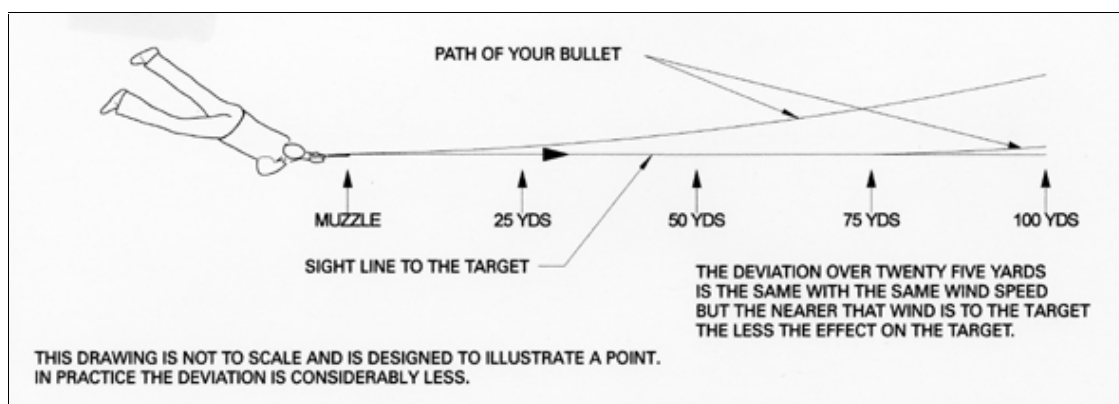 PATH OF YOUR BULLET
MUZZLE
25 YDS
50 YDS
75 YDS
100 YDS
SIGHT LINE TO THE TARGET
THE DEVIATION OVER TWENTY FIVE YARDS
IS THE SAME WITH THE SAME WIND SPEED
BUT THE NEARER THAT WIND IS TO THE TARGET
THE LESS THE EFFECT ON THE TARGET.
THIS DRAWING IS NOT TO SCALE AND IS DESIGNED TO ILLUSTRATE A POINT.
IN PRACTICE THE DEVIATION IS CONSIDERABLY LESS.